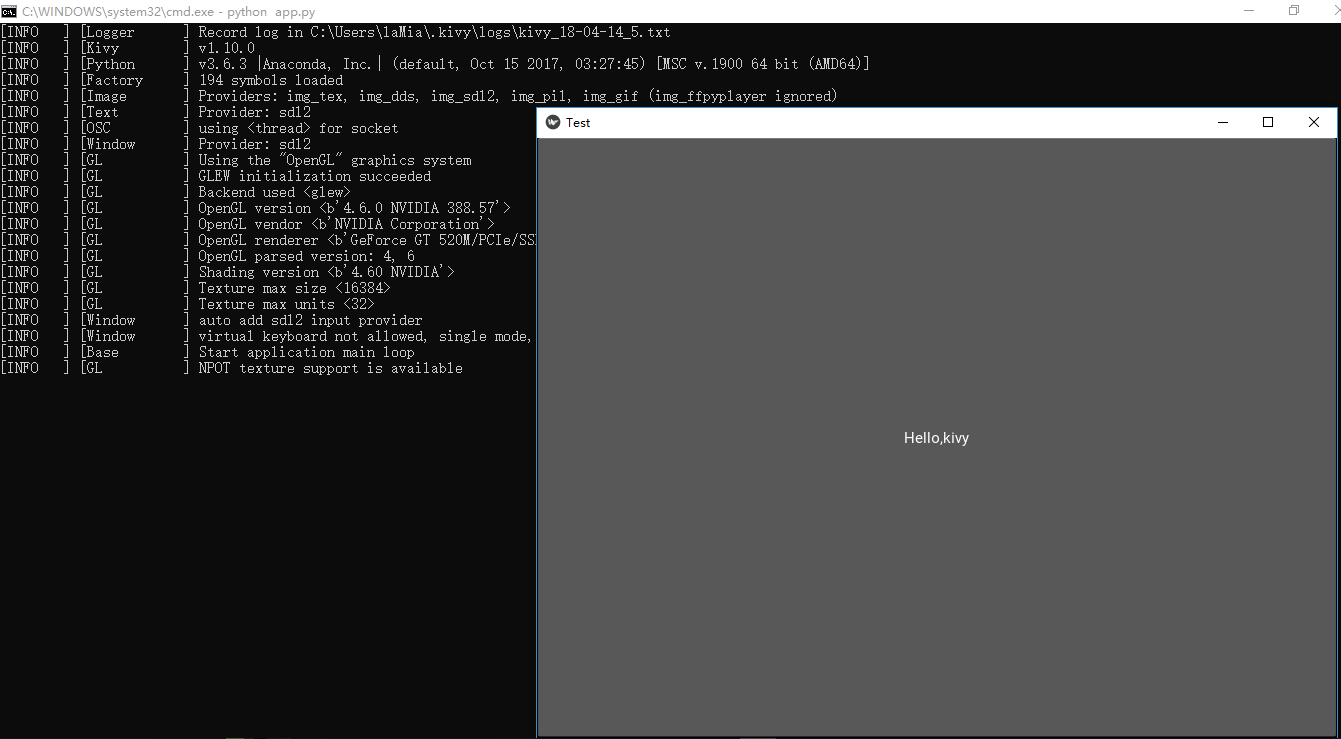 C:\WINDOWS\system32\cmd.exe - python  app.py
[INFO   ] [Logger      ] Record log in C:\Users\laMia\.kivy\logs\kivy_18-04-14_5.txt
[INFO   ] [Kivy        ] v1.10.0
[INFO   ] [Python      ] v3.6.3 |Anaconda, Inc.| (default, Oct 15 2017, 03:27:45) [MSC v.1900 64 bit (AMD64)]
[INFO   ] [Factory     ] 194 symbols loaded
[INFO   ] [Image       ] Providers: img_tex, img_dds, img_sdl2, img_pil, img_gif (img_ffpyplayer ignored)
[INFO   ] [Text        ] Provider: sdl2
[INFO   ] [OSC         ] using <thread> for socket
[INFO   ] [Window      ] Provider: sdl2
[INFO   ] [GL          ] Using the "OpenGL" graphics system
[INFO   ] [GL          ] GLEW initialization succeeded
[INFO   ] [GL          ] Backend used <glew>
[INFO   ] [GL          ] OpenGL version <b'4.6.0 NVIDIA 388.57'>
[INFO   ] [GL          ] OpenGL vendor <b'NVIDIA Corporation'>
[INFO   ] [GL          ] OpenGL renderer <b'GeForce GT 520M/PCIe/SS
[INFO   ] [GL          ] OpenGL parsed version: 4, 6
[INFO   ] [GL          ] Shading version <b'4.60 NVIDIA'>
[INFO   ] [GL          ] Texture max size <16384>
[INFO   ] [GL          ] Texture max units <32>
[INFO   ] [Window      ] auto add sdl2 input provider
[INFO   ] [Window      ] virtual keyboard not allowed, single mode,
[INFO   ] [Base        ] Start application main loop
[INFO   ] [GL          ] NPOT texture support is available
Test
Hello,kivy